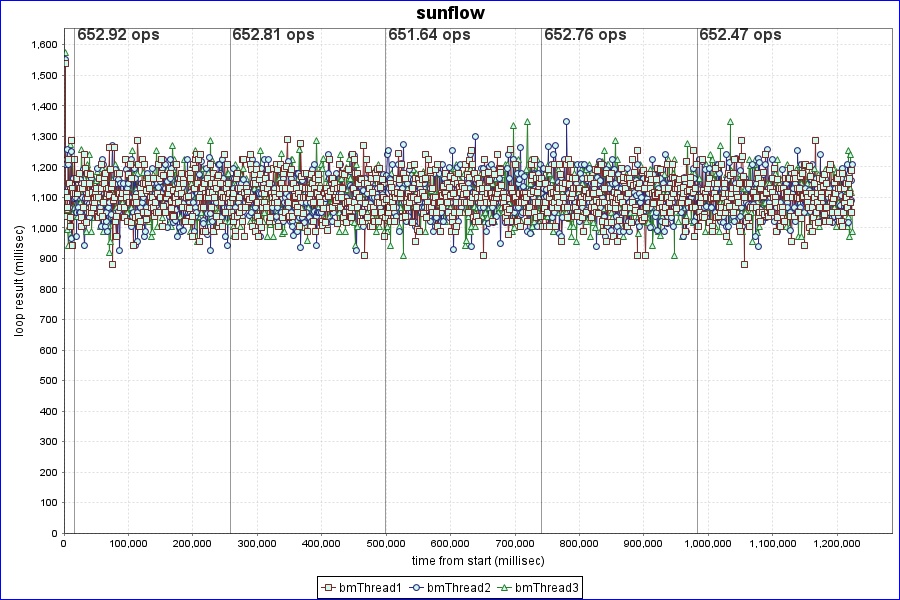 sunflow
652.92 ops 652.81 ops 651.64 ops 652.76 ops 652.47 ops
1,600
1,500
1,400
1,300
1,200
1,100
1,000
900
800
700
600
500
400
300
200
100
0
loop result (millisec)
0 100,000 200,000 300,000 400,000 500,000 600,000 700,000 800,000 900,000 1,000,000 1,100,000 1,200,000
time from start (millisec)
bmThread1 bmThread2 bmThread3